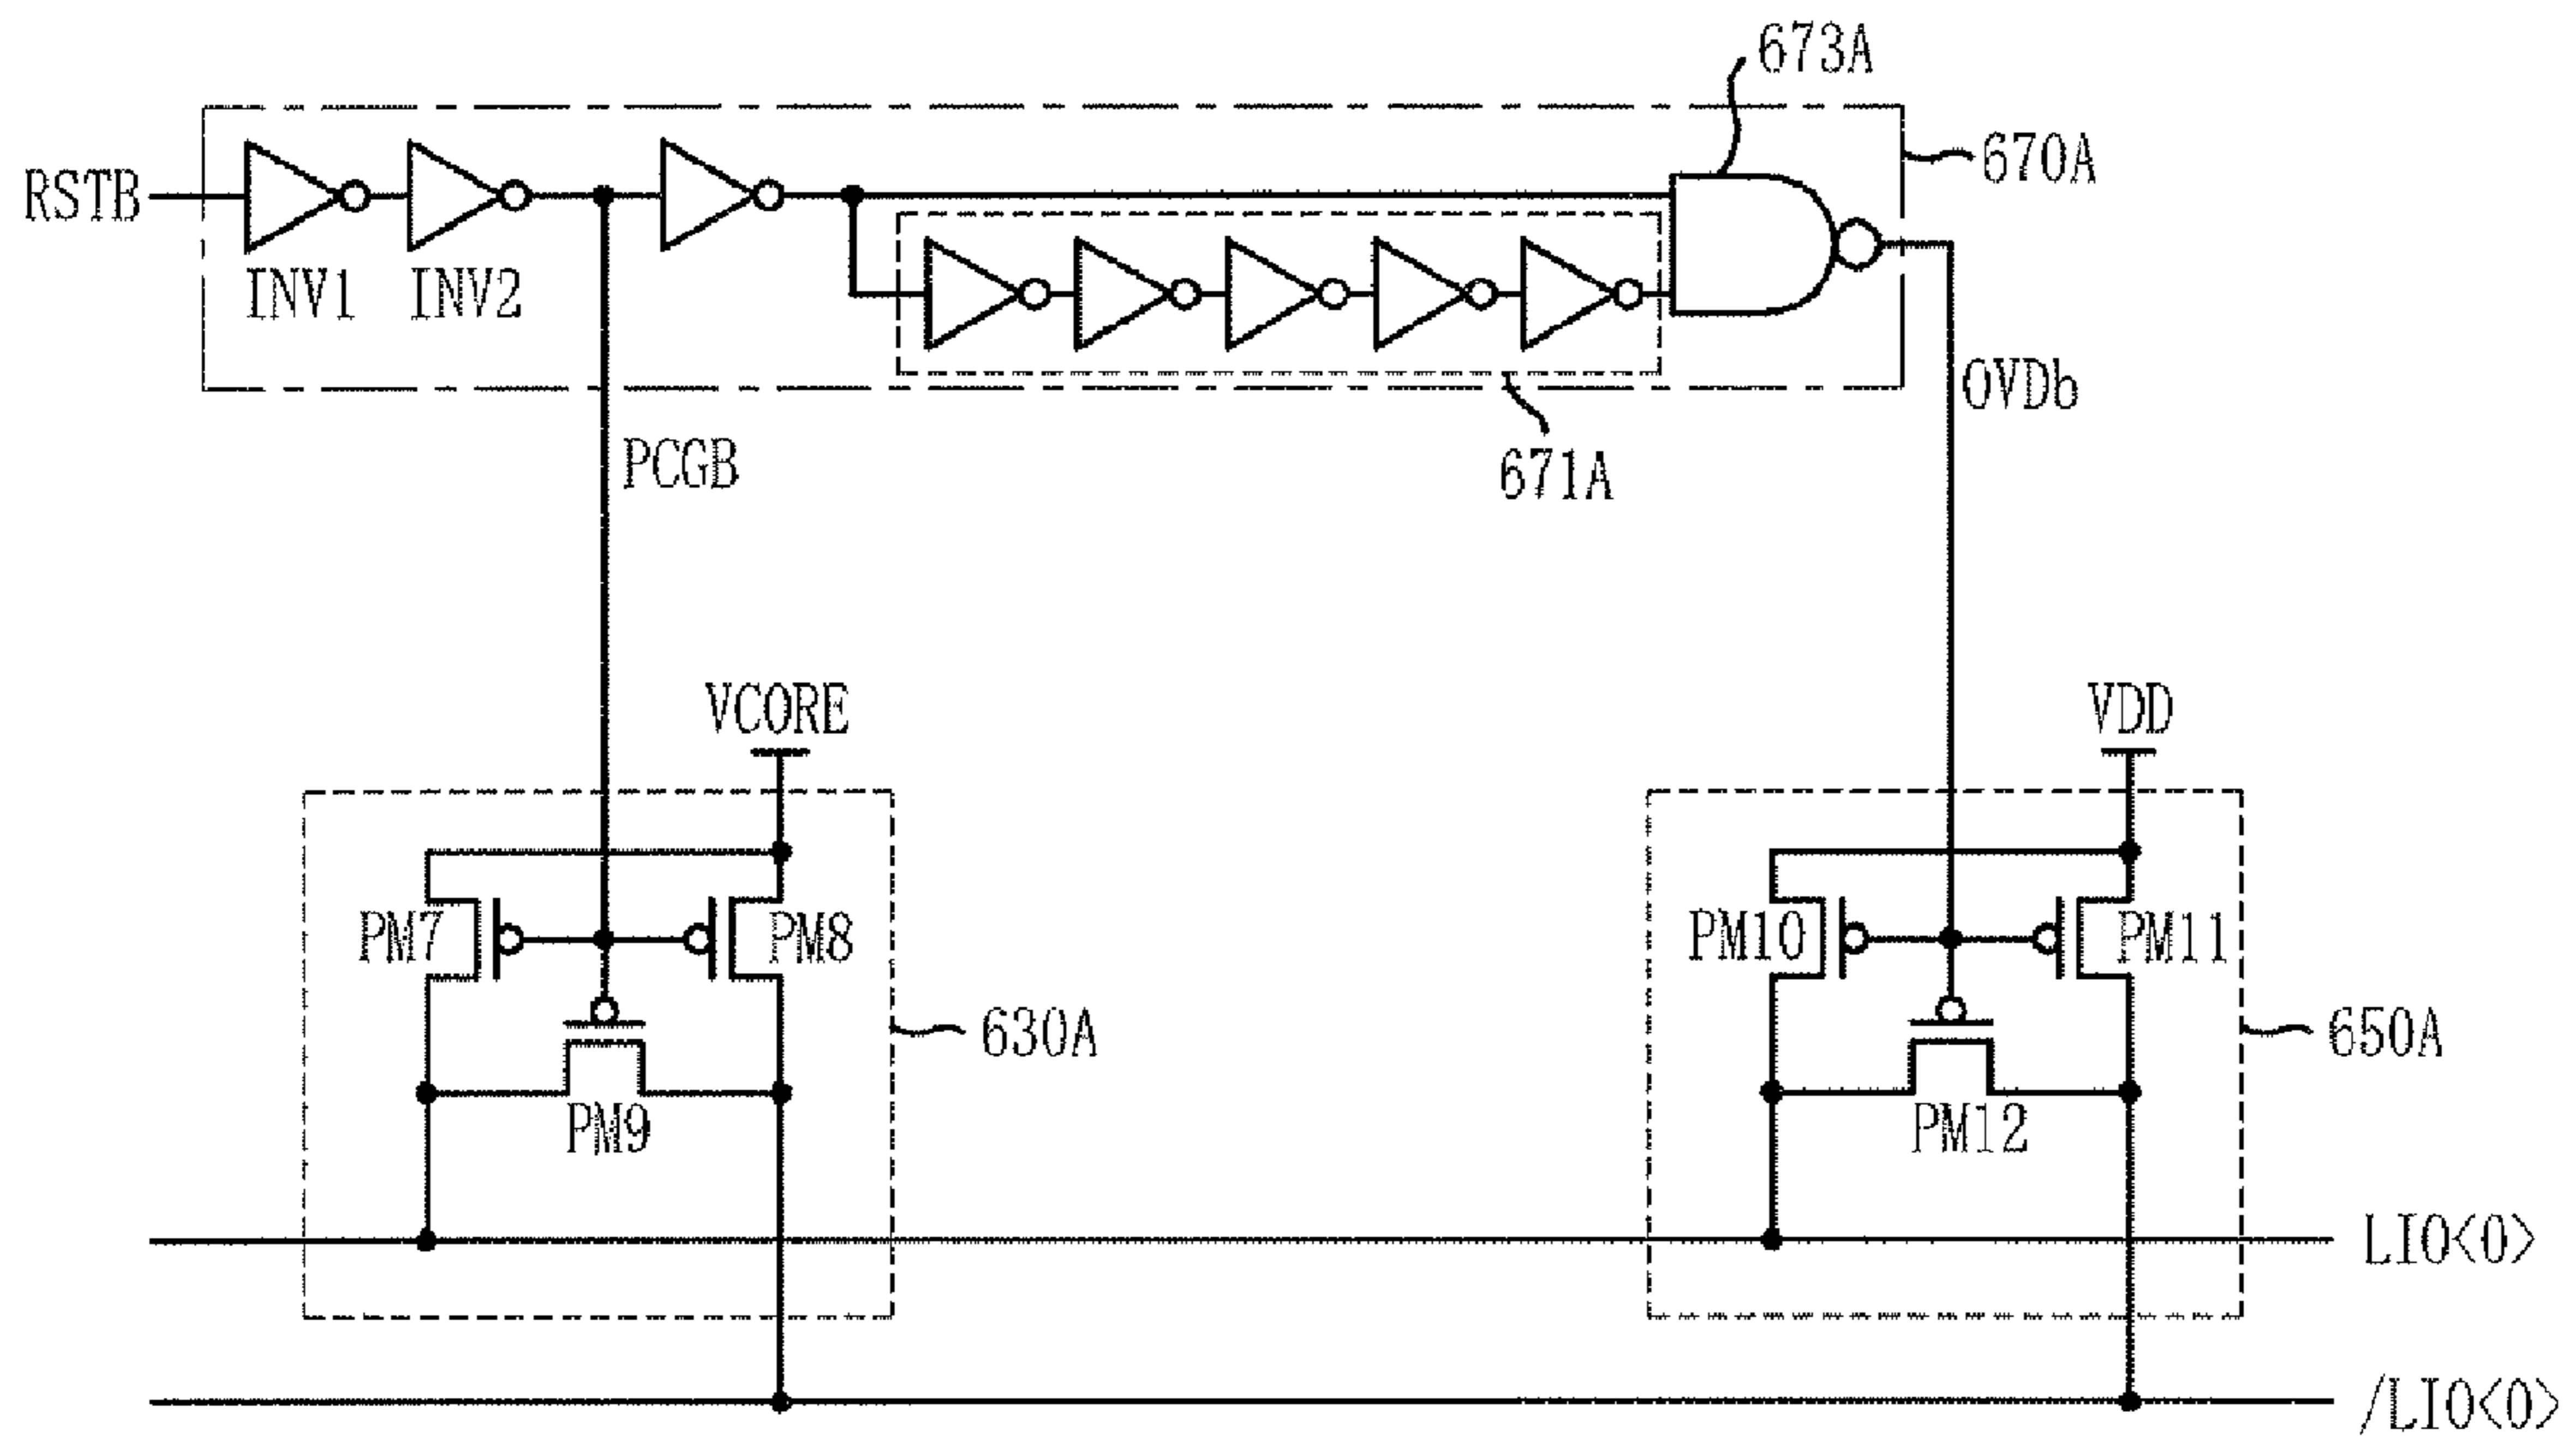 673A
670A
RSTB
INV1
INV2
OVDb
PCGB
671A
VCORE
VDD
PM7
PM8
PM10
PM11
630A
650A
PM9
PM12
LIO<0>
/LIO<0>